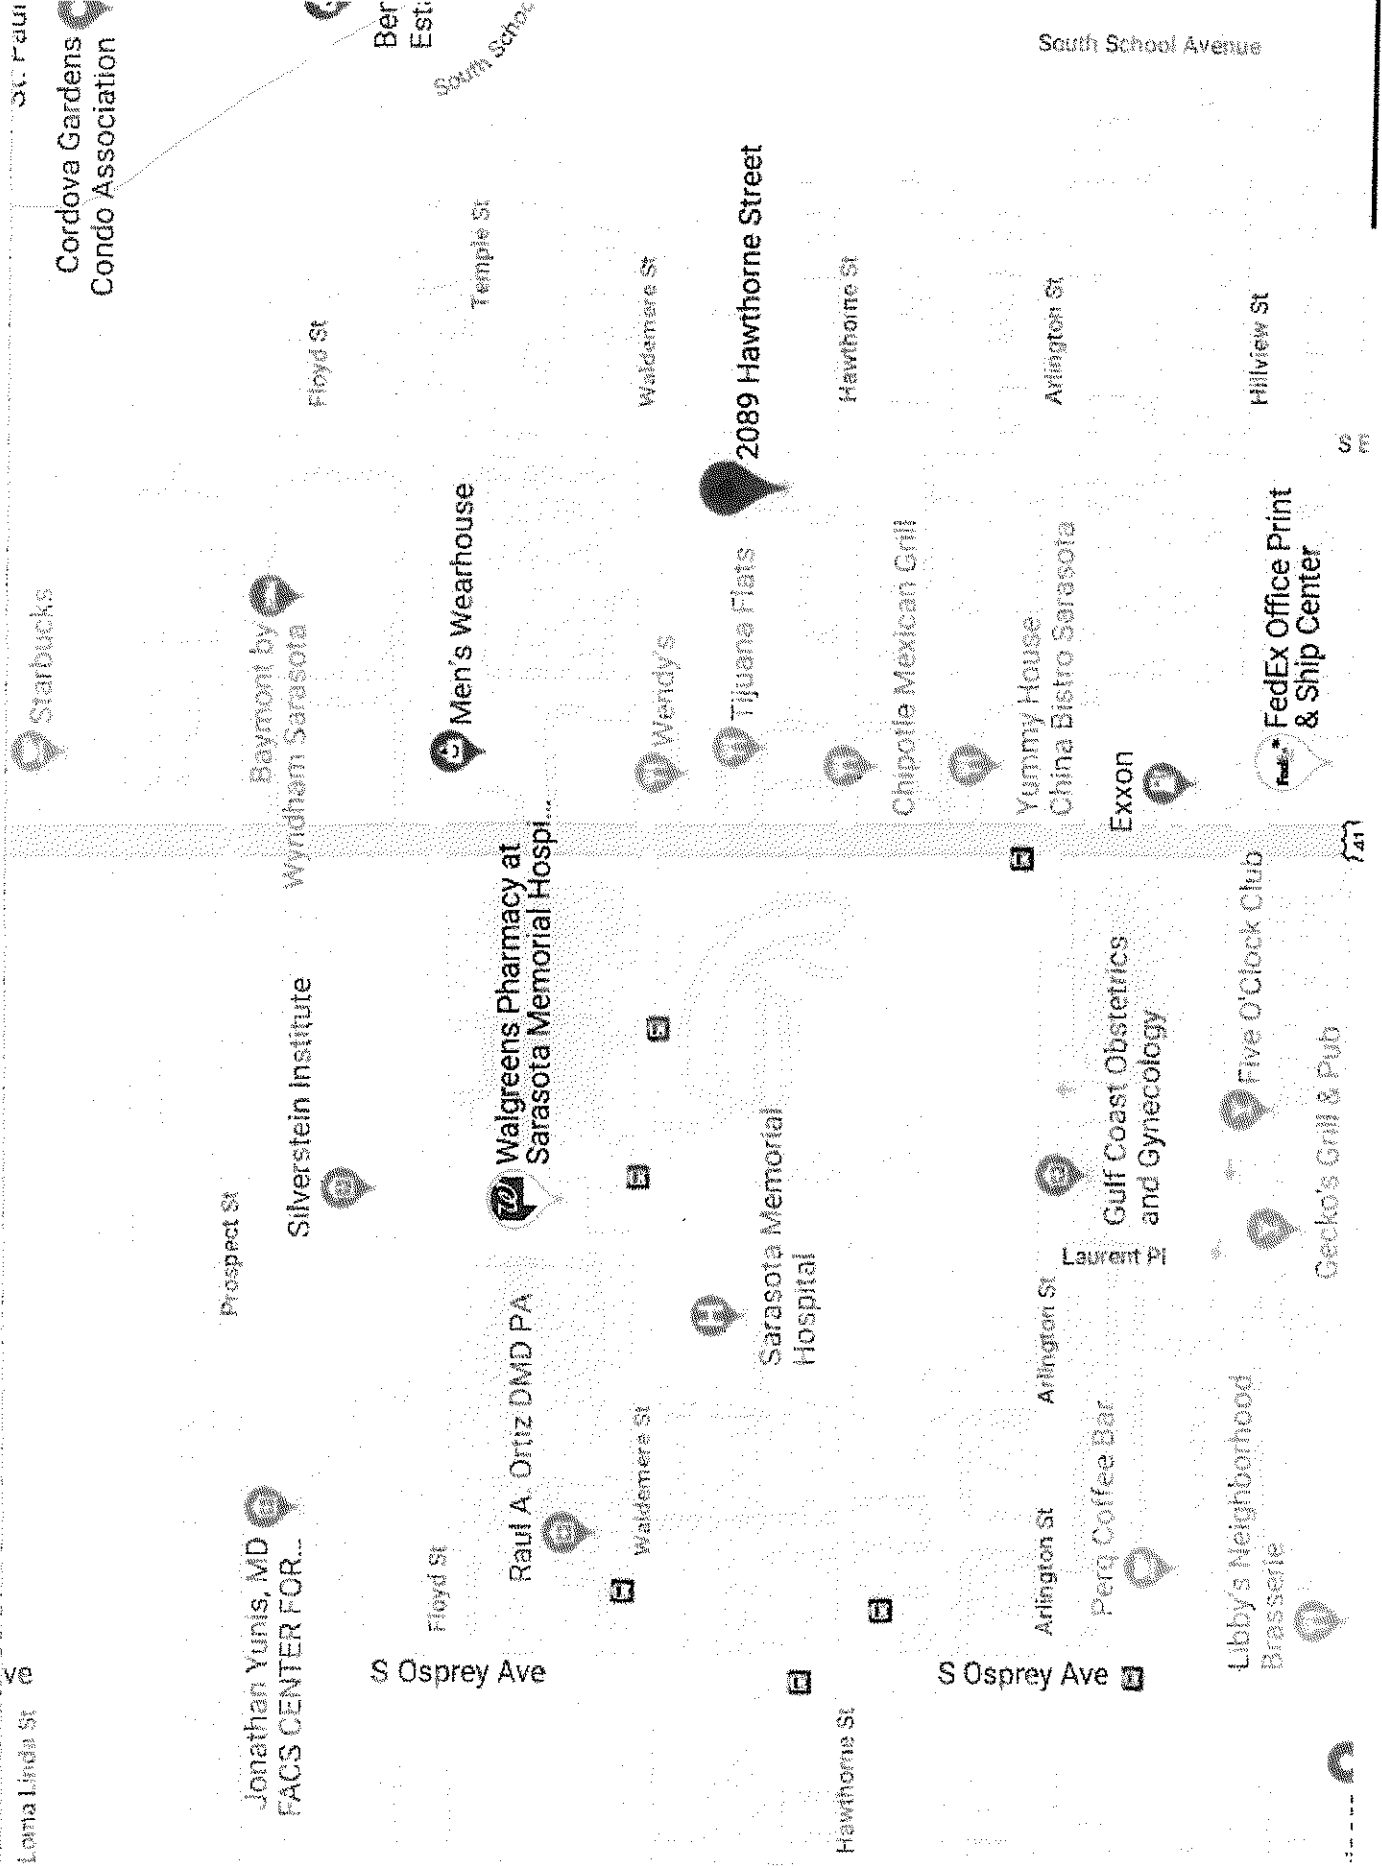 Cordova Gardens
Condo Association
South School Avenue
Temple St
Floyd St
Waldemere St
2089 Hawthorne Street
Hawthorne St
Arlington St
Hillview St
Starbucks
Baymont by
Wyndham Sarasota
Men's Wearhouse
Wendy's
Tijuana Flats
Chipotle Mexican Grill
Yummy House
China Bistro Sarasota
Exxon
FedEx
FedEx Office Print
& Ship Center
41
Silverstein Institute
Prospect St
Walgreens Pharmacy at
Sarasota Memorial Hospi...
H
Sarasota Memorial
Hospital
Gulf Coast Obstetrics
and Gynecology
Five O'Clock Club
Gecko's Grill & Pub
Laurent Pl
Arlington St
Raul A. Ortiz DMD PA
Waldemere St
Jonathan Yunis, MD
FACS CENTER FOR...
Floyd St
Arlington St
Perq Coffee Bar
Libby's Neighborhood
Brasserie
S Osprey Ave
S Osprey Ave
Loma Linda St
Hawthorne St